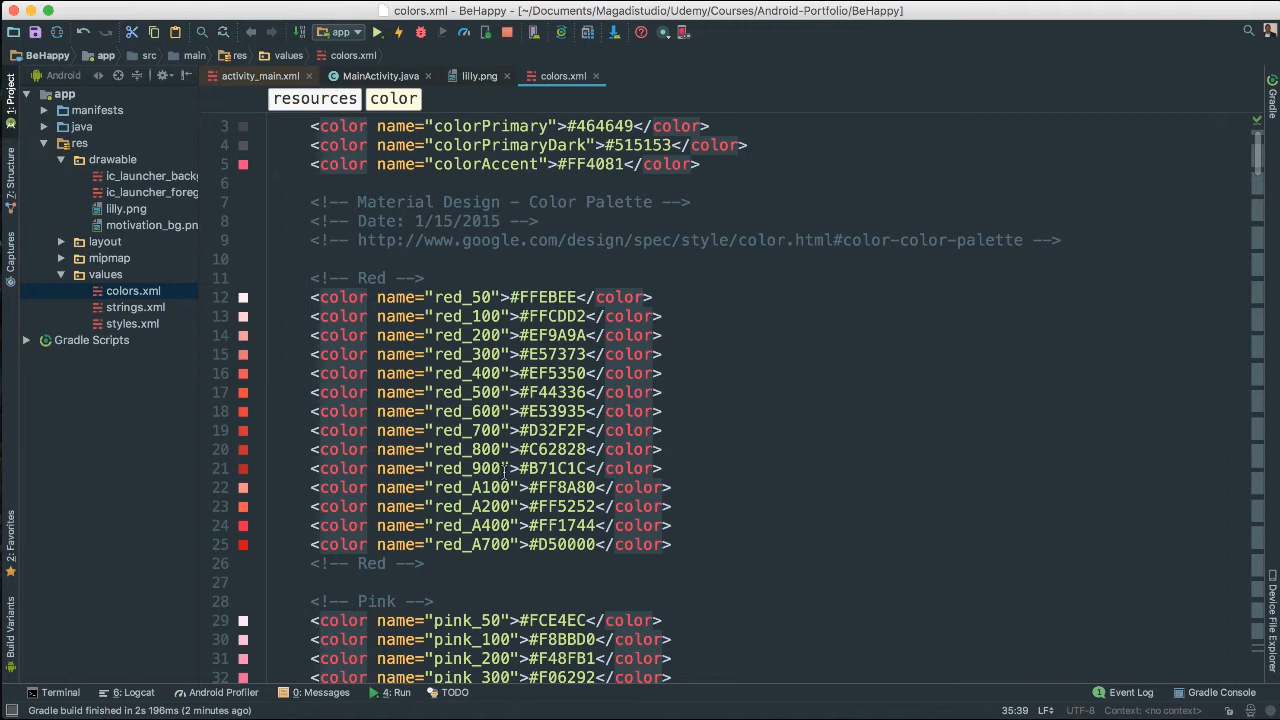 colors.xml - BeHappy - [~/Documents/Magadistudio/Udemy/Courses/Android-Portfolio/BeHappy]
app
BeHappy app src main res values colors.xml
Android activity_main.xml MainActivity.java lilly.png colors.xml
resources color
app
manifests
java
res
drawable
ic_launcher_back
ic_launcher_foreg
lilly.png
motivation_bg.pn
layout
mipmap
values
colors.xml
strings.xml
styles.xml
Gradle Scripts
1: Project
7: Structure
Captures
2: Favorites
Build Variants
3 <color name="colorPrimary">#464649</color>
4 <color name="colorPrimaryDark">#515153</color>
5 <color name="colorAccent">#FF4081</color>
6
7 <!-- Material Design - Color Palette -->
8 <!-- Date: 1/15/2015 -->
9 <!-- http://www.google.com/design/spec/style/color.html#color-color-palette -->
10
11 <!-- Red -->
12 <color name="red_50">#FFEBEE</color>
13 <color name="red_100">#FFCDD2</color>
14 <color name="red_200">#EF9A9A</color>
15 <color name="red_300">#E57373</color>
16 <color name="red_400">#EF5350</color>
17 <color name="red_500">#F44336</color>
18 <color name="red_600">#E53935</color>
19 <color name="red_700">#D32F2F</color>
20 <color name="red_800">#C62828</color>
21 <color name="red_900">#B71C1C</color>
22 <color name="red_A100">#FF8A80</color>
23 <color name="red_A200">#FF5252</color>
24 <color name="red_A400">#FF1744</color>
25 <color name="red_A700">#D50000</color>
26 <!-- Red -->
27
28 <!-- Pink -->
29 <color name="pink_50">#FCE4EC</color>
30 <color name="pink_100">#F8BBD0</color>
31 <color name="pink_200">#F48FB1</color>
32 <color name="pink_300">#F06292</color>
Gradle
Device File Explorer
Terminal 6: Logcat Android Profiler 0: Messages 4: Run TODO 1 Event Log Gradle Console
Gradle build finished in 2s 196ms (2 minutes ago) 35:39 LF UTF-8 Context: <no context>